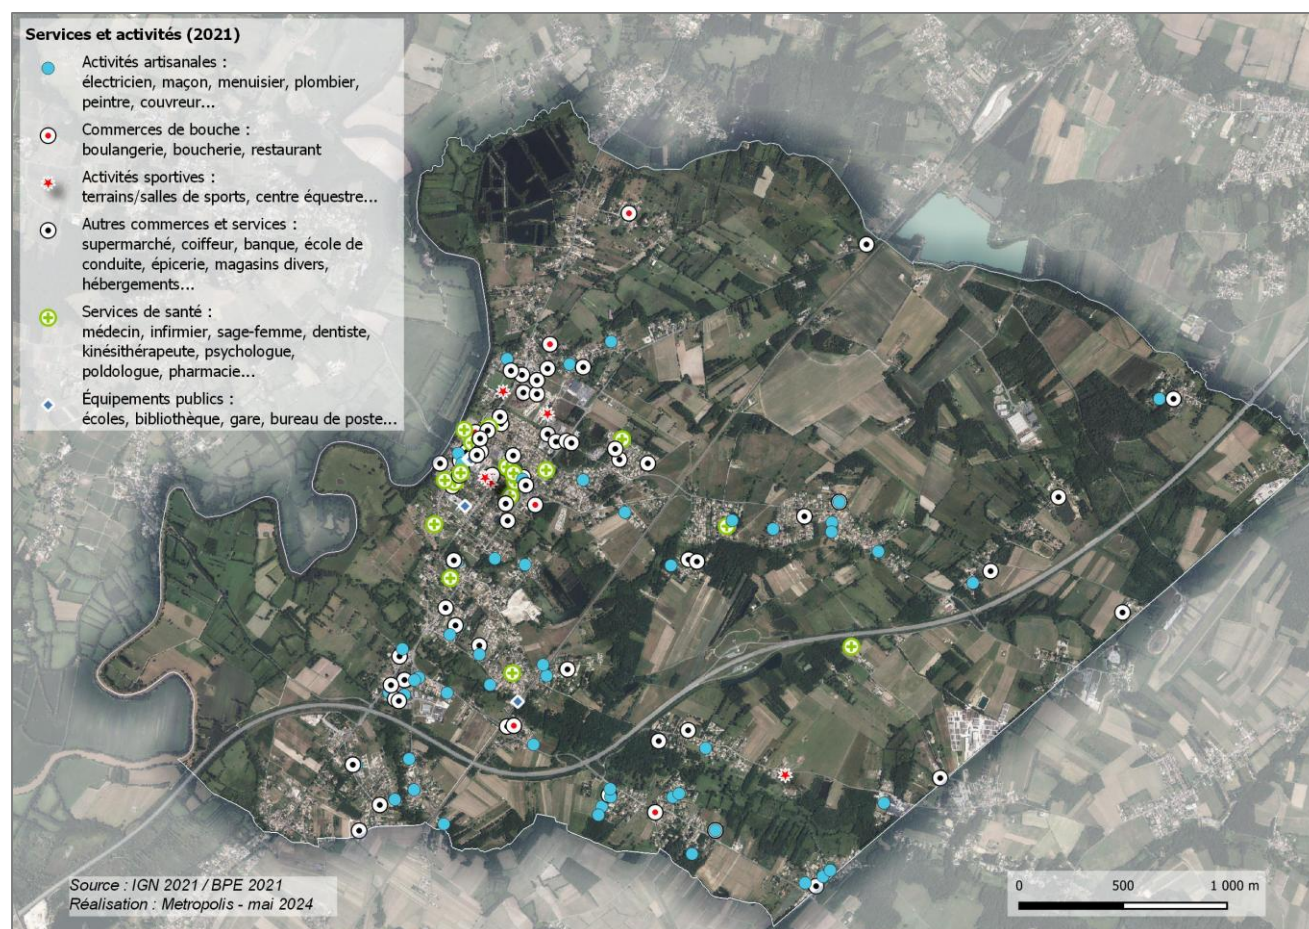 Services et activités (2021)
Activités artisanales :
électricien, maçon, menuisier, plombier,
peintre, couvreur...
Commerces de bouche :
boulangerie, boucherie, restaurant
Activités sportives :
terrains/salles de sports, centre équestre...
Autres commerces et services :
supermarché, coiffeur, banque, école de
conduite, épicerie, magasins divers,
hébergements...
Services de santé :
médecin, infirmier, sage-femme, dentiste,
kinésithérapeute, psychologue,
poldologue, pharmacie...
Équipements publics :
écoles, bibliothèque, gare, bureau de poste...
Source : IGN 2021 / BPE 2021
Réalisation : Metropolis - mai 2024
0 500 1 000 m